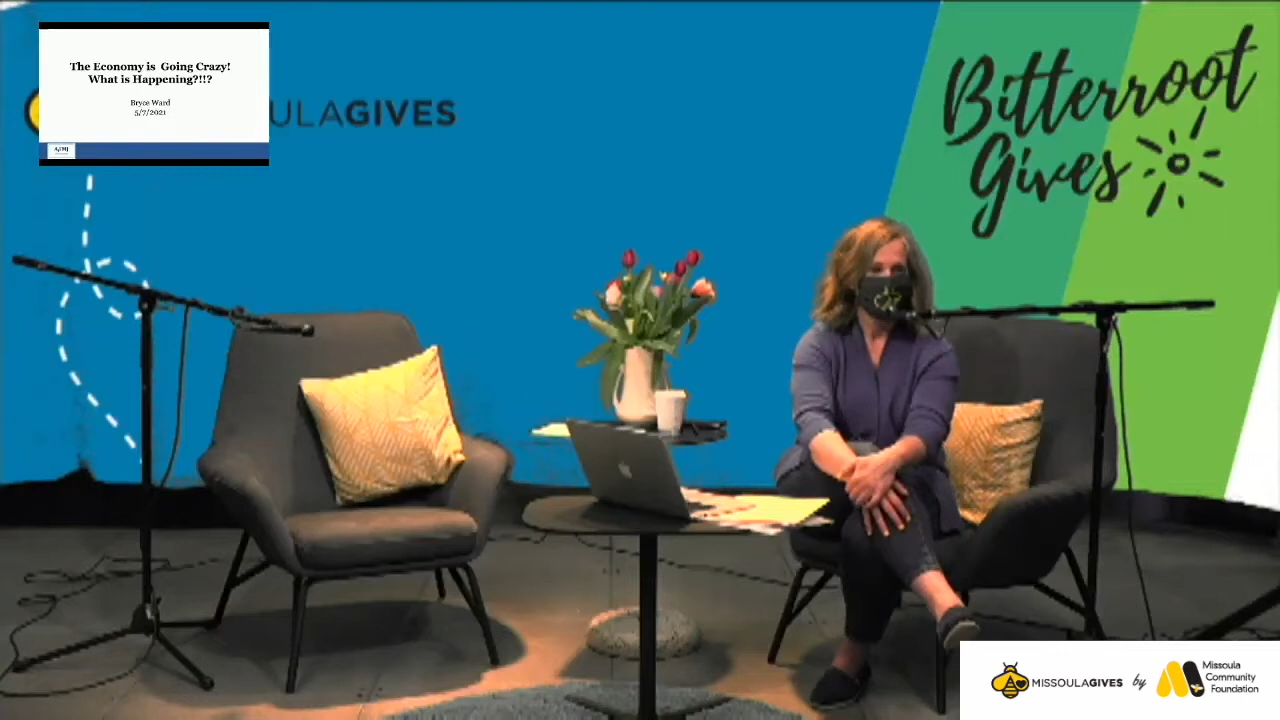 The Economy is Going Crazy!
What is Happening?!!?
Bryce Ward
5/7/2021
ULAGIVES
Bitterroot
Gives
MISSOULAGIVES by
Missoula
Community
Foundation